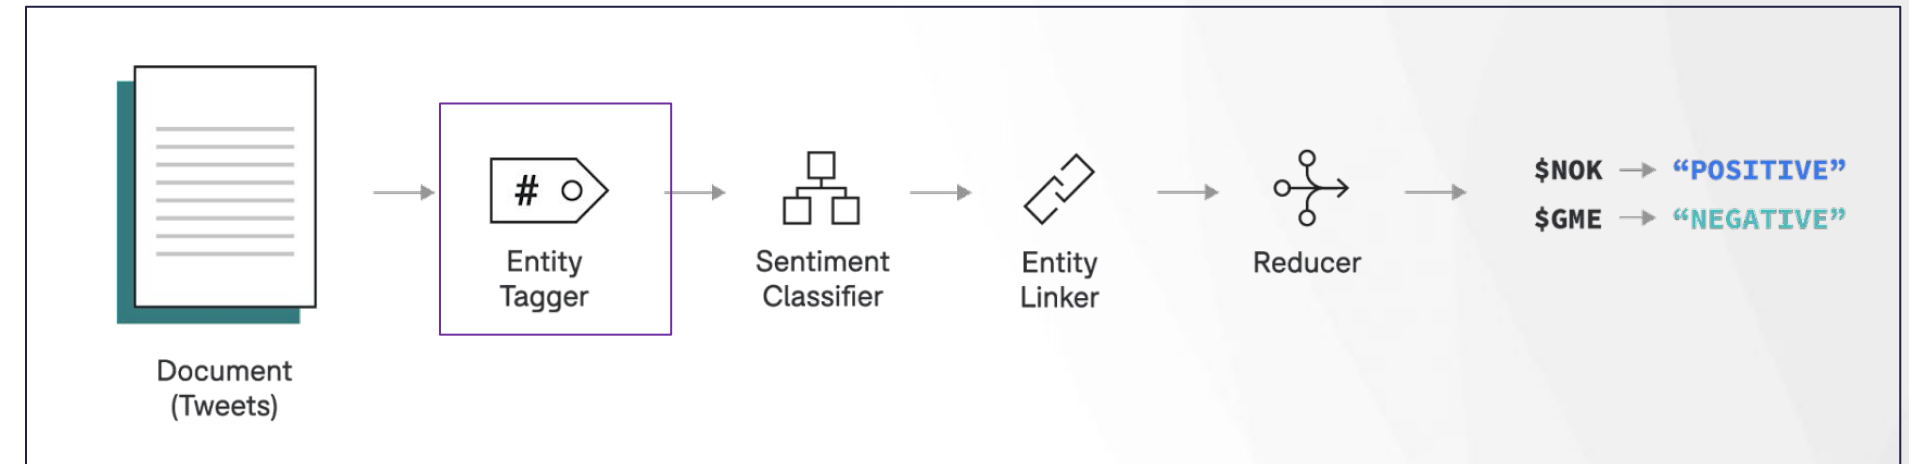 #
Entity
Tagger
Sentiment
Classifier
Entity
Linker
Reducer
$NOK → “POSITIVE”
$GME → “NEGATIVE”
Document
(Tweets)